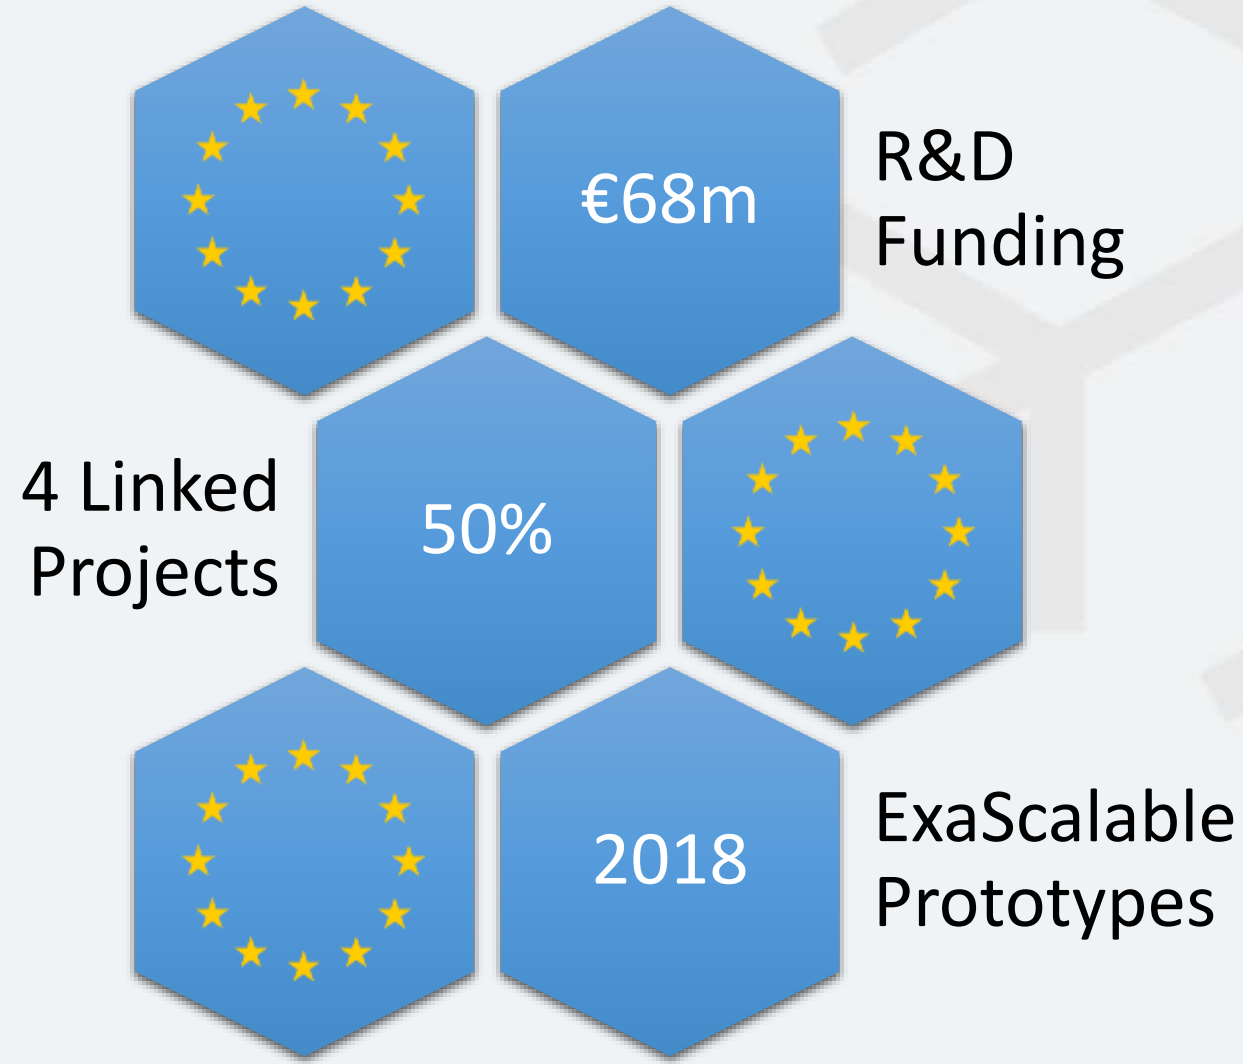 €68m
R&D
Funding
4 Linked
Projects
50%
2018
ExaScalable
Prototypes